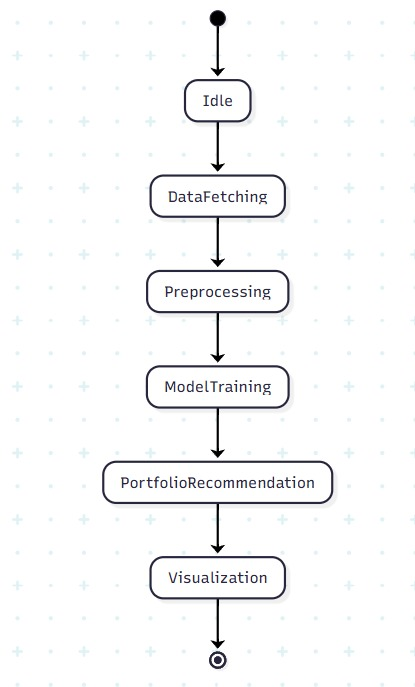 Idle
DataFetching
Preprocessing
ModelTraining
PortfolioRecommendation
Visualization